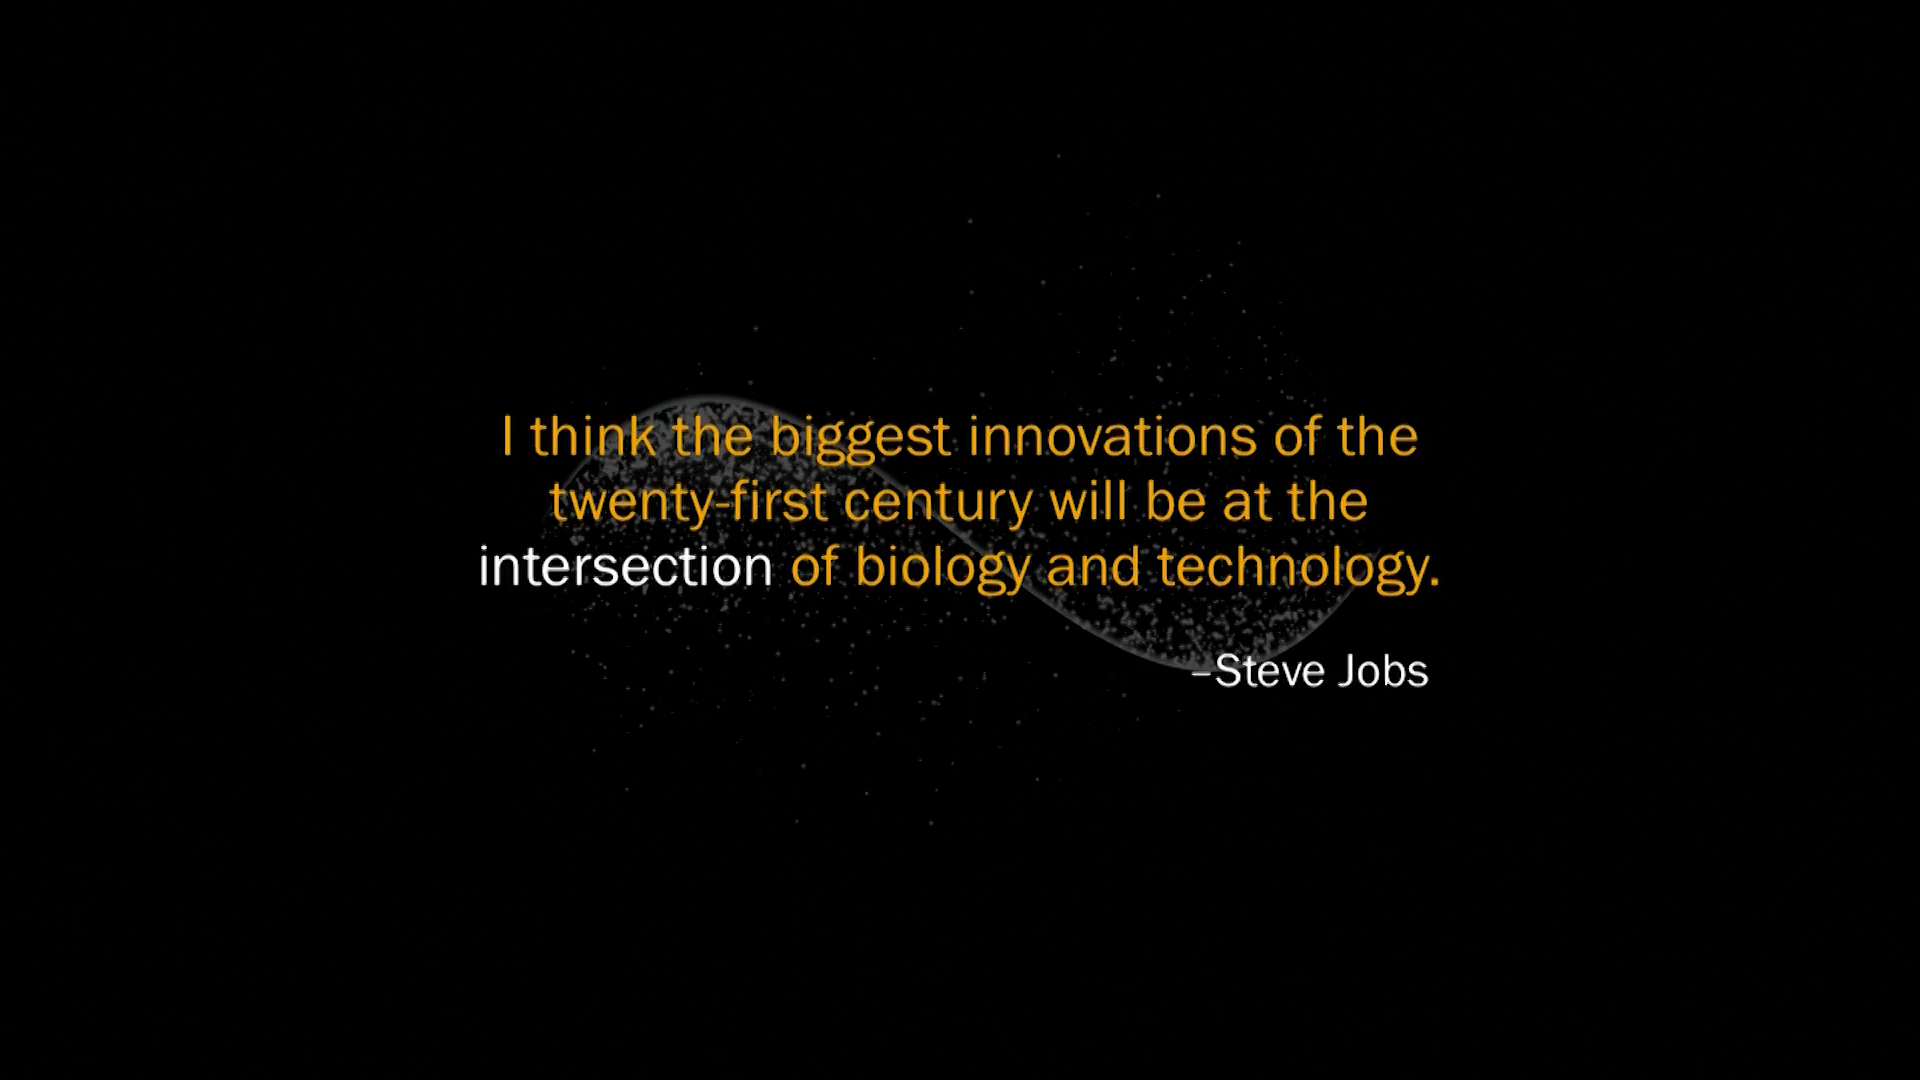 I think the biggest innovations of the
twenty-first century will be at the
intersection of biology and technology.
–Steve Jobs